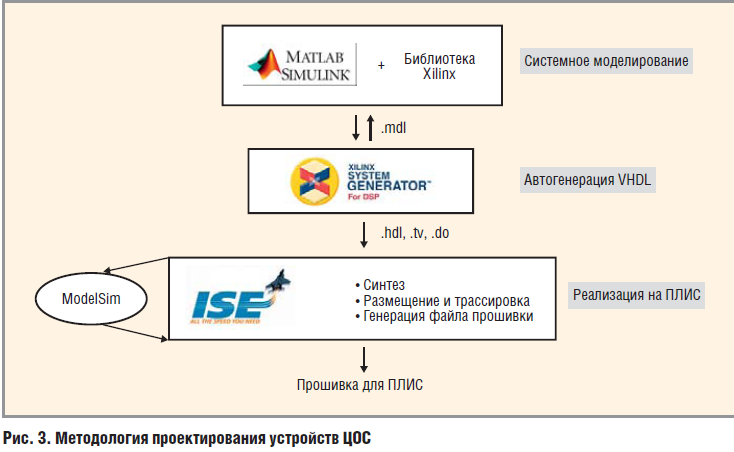 MATLAB
SIMULINK
+
Библиотека
Xilinx
Системное моделирование
.mdl
XILINX
SYSTEM
GENERATOR™
For DSP
Автогенерация VHDL
.hdl, .tv, .do
ModelSim
ISE
ALL THE SPEED YOU NEED
• Синтез
• Размещение и трассировка
• Генерация файла прошивки
Реализация на ПЛИС
Прошивка для ПЛИС
Рис. 3. Методология проектирования устройств ЦОС